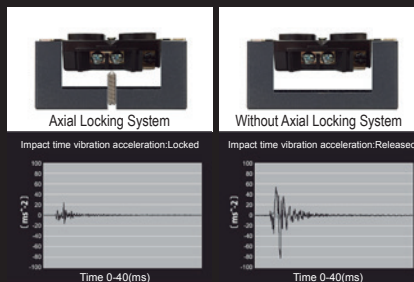 Axial Locking System
Without Axial Locking System
Impact time vibration acceleration:Locked
Impact time vibration acceleration:Released
100
80
60
40
20
0
-20
-40
-60
-80
-100
[ms^-2]
Time 0-40(ms)
100
80
60
40
20
0
-20
-40
-60
-80
-100
[ms^-2]
Time 0-40(ms)